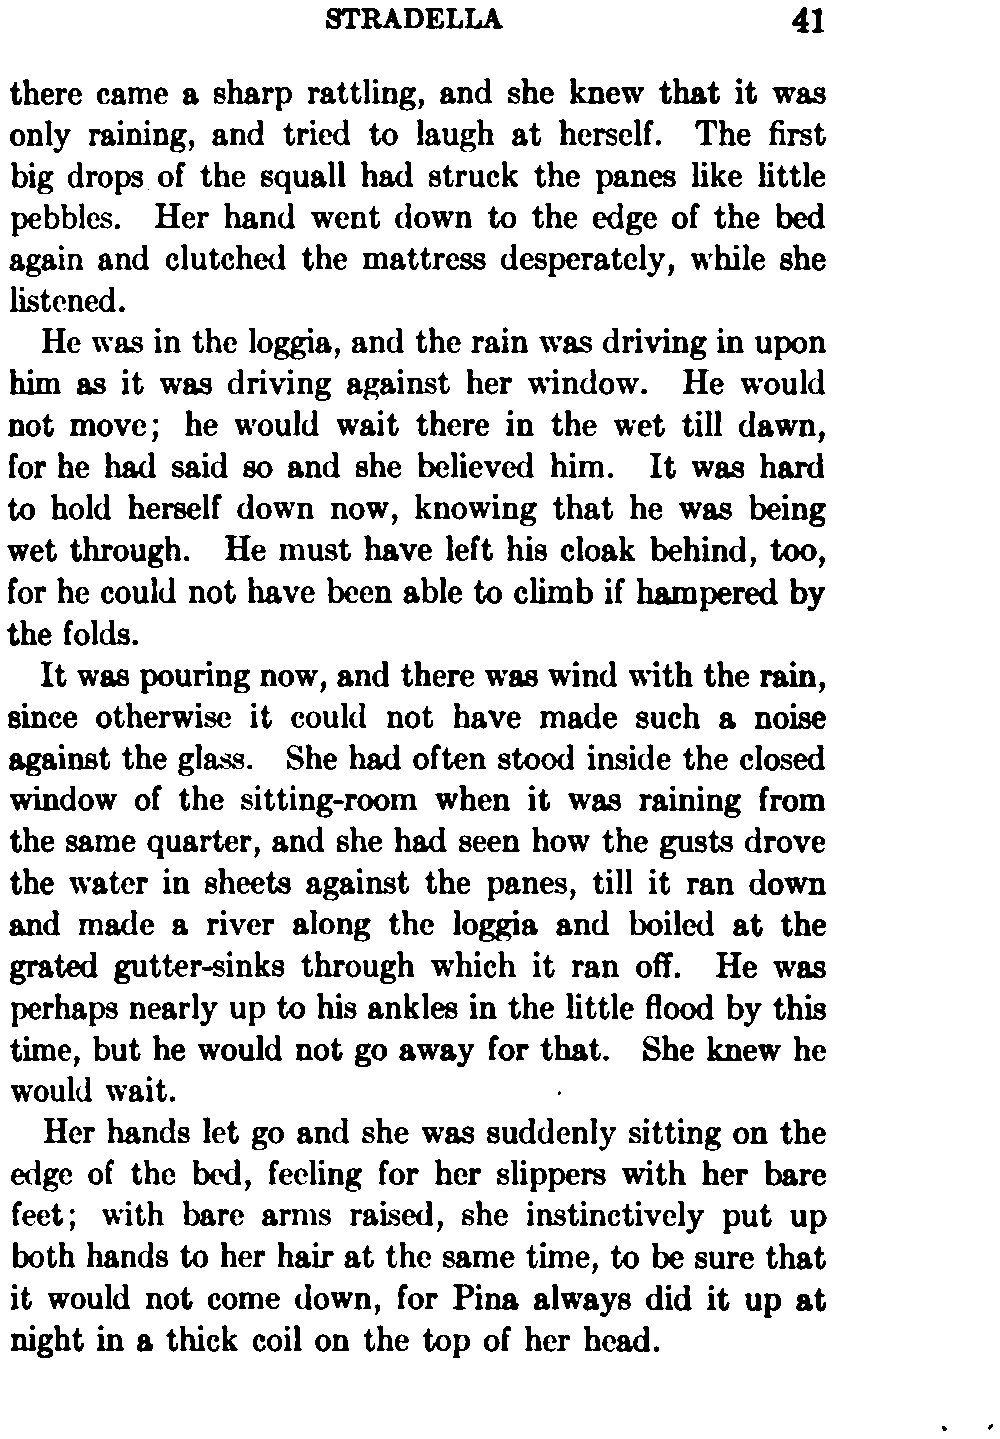 STRADELLA 41
there came a sharp rattling, and she knew that it was
only raining, and tried to laugh at herself. The first
big drops of the squall had struck the panes like little
pebbles. Her hand went down to the edge of the bed
again and clutched the mattress desperately, while she
listened.
He was in the loggia, and the rain was driving in upon
him as it was driving against her window. He would
not move; he would wait there in the wet till dawn,
for he had said so and she believed him. It was hard
to hold herself down now, knowing that he was being
wet through. He must have left his cloak behind, too,
for he could not have been able to climb if hampered by
the folds.
It was pouring now, and there was wind with the rain,
since otherwise it could not have made such a noise
against the glass. She had often stood inside the closed
window of the sitting-room when it was raining from
the same quarter, and she had seen how the gusts drove
the water in sheets against the panes, till it ran down
and made a river along the loggia and boiled at the
grated gutter-sinks through which it ran off. He was
perhaps nearly up to his ankles in the little flood by this
time, but he would not go away for that. She knew he
would wait.
Her hands let go and she was suddenly sitting on the
edge of the bed, feeling for her slippers with her bare
feet; with bare arms raised, she instinctively put up
both hands to her hair at the same time, to be sure that
it would not come down, for Pina always did it up at
night in a thick coil on the top of her head.